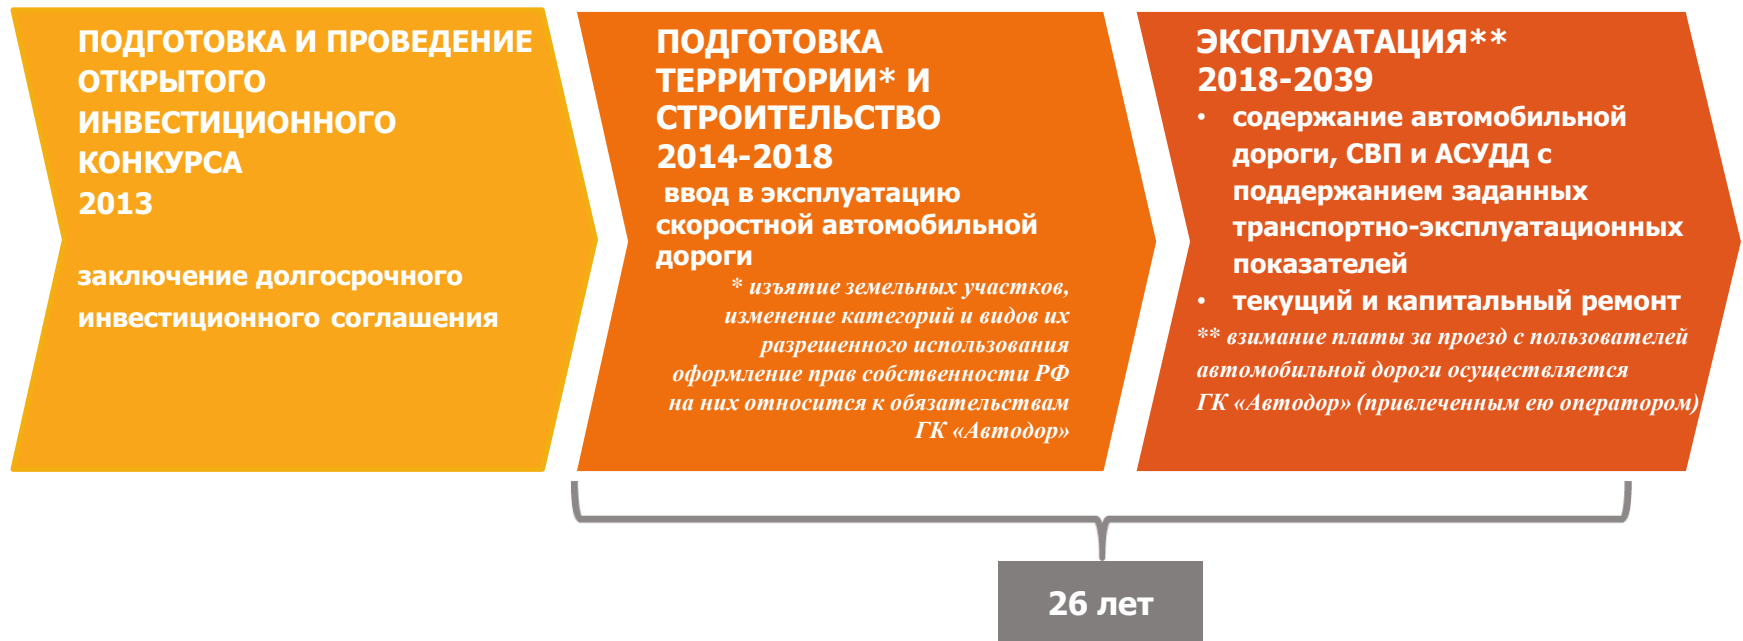 ПОДГОТОВКА И ПРОВЕДЕНИЕ
ОТКРЫТОГО
ИНВЕСТИЦИОННОГО
КОНКУРСА
2013
заключение долгосрочного
инвестиционного соглашения
ПОДГОТОВКА
ТЕРРИТОРИИ* И
СТРОИТЕЛЬСТВО
2014-2018
ввод в эксплуатацию
скоростной автомобильной
дороги
* изъятие земельных участков,
изменение категорий и видов их
разрешенного использования
оформление прав собственности РФ
на них относится к обязательствам
ГК «Автодор»
ЭКСПЛУАТАЦИЯ**
2018-2039
• содержание автомобильной
дороги, СВП и АСУДД с
поддержанием заданных
транспортно-эксплуатационных
показателей
• текущий и капитальный ремонт
** взимание платы за проезд с пользователей
автомобильной дороги осуществляется
ГК «Автодор» (привлеченным ею оператором)
26 лет